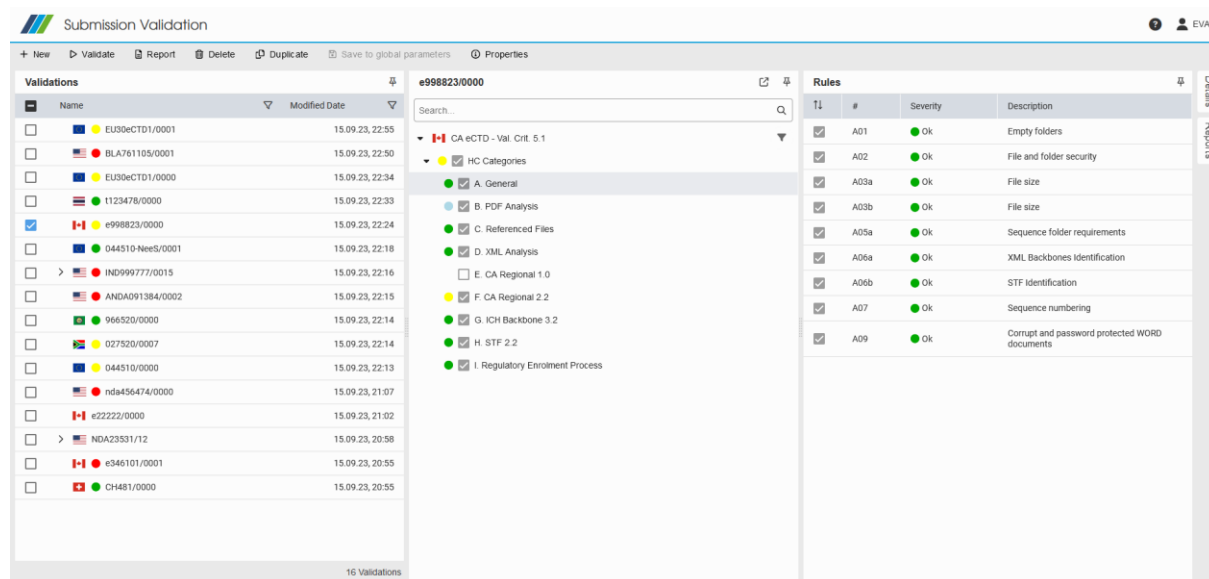 Submission Validation
EVA
+ New Validate Report Delete Duplicate Save to global parameters Properties
Validations
Name Modified Date
EU30eCTD1/0001 15.09.23, 22:55
BLA761105/0001 15.09.23, 22:50
EU30eCTD1/0000 15.09.23, 22:34
t123478/0000 15.09.23, 22:33
e998823/0000 15.09.23, 22:24
044510-NeeS/0001 15.09.23, 22:18
IND999777/0015 15.09.23, 22:16
ANDA091384/0002 15.09.23, 22:15
966520/0000 15.09.23, 22:14
027520/0007 15.09.23, 22:14
044510/0000 15.09.23, 22:13
nda456474/0000 15.09.23, 21:07
e22222/0000 15.09.23, 21:02
NDA23531/12 15.09.23, 20:58
e346101/0001 15.09.23, 20:55
CH481/0000 15.09.23, 20:55
16 Validations
e998823/0000
Search...
CA eCTD - Val. Crit. 5.1
HC Categories
A. General
B. PDF Analysis
C. Referenced Files
D. XML Analysis
E. CA Regional 1.0
F. CA Regional 2.2
G. ICH Backbone 3.2
H. STF 2.2
I. Regulatory Enrolment Process
Rules
# Severity Description
A01 Ok Empty folders
A02 Ok File and folder security
A03a Ok File size
A03b Ok File size
A05a Ok Sequence folder requirements
A06a Ok XML Backbones Identification
A06b Ok STF Identification
A07 Ok Sequence numbering
A09 Ok Corrupt and password protected WORD
documents
Details
Reports